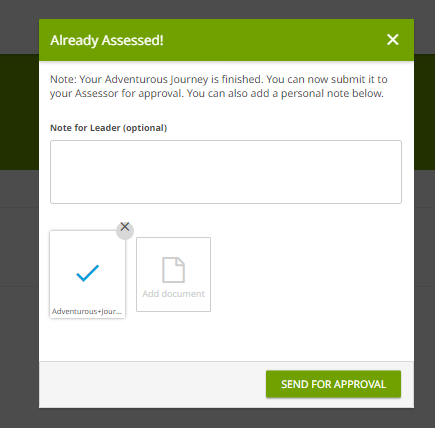 Already Assessed!
Note: Your Adventurous Journey is finished. You can now submit it to
your Assessor for approval. You can also add a personal note below.
Note for Leader (optional)
Adventurous+Jour...
Add document
SEND FOR APPROVAL